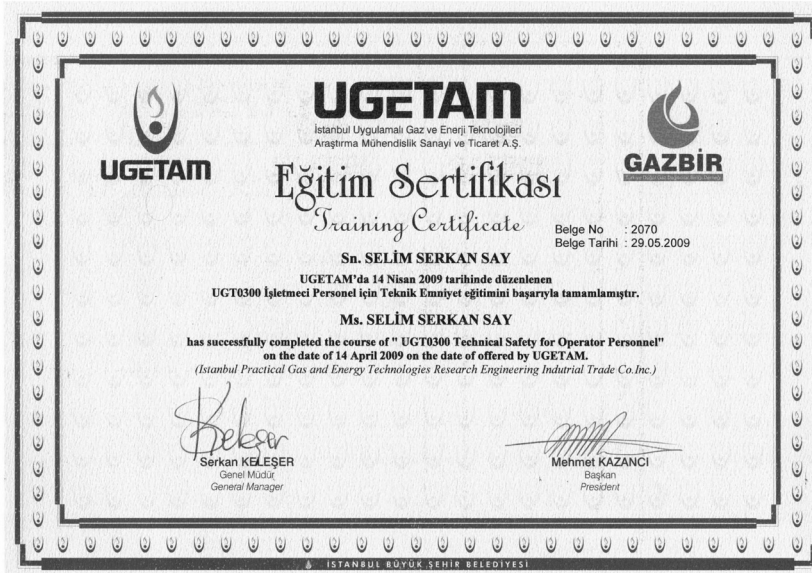 UGETAM
UGETAM
İstanbul Uygulamalı Gaz ve Enerji Teknolojileri
Araştırma Mühendislik Sanayi ve Ticaret A.Ş.
GAZBİR
Eğitim Sertifikası
Training Certificate
Belge No : 2070
Belge Tarihi : 29.05.2009
Sn. SELİM SERKAN SAY
UGETAM'da 14 Nisan 2009 tarihinde düzenlenen
UGT0300 İşletmeci Personel için Teknik Emniyet eğitimini başarıyla tamamlamıştır.
Ms. SELİM SERKAN SAY
has successfully completed the course of " UGT0300 Technical Safety for Operator Personnel"
on the date of 14 April 2009 on the date of offered by UGETAM.
(Istanbul Practical Gas and Energy Technologies Research Engineering Indutrial Trade Co.Inc.)
Keleşer
Serkan KELEŞER
Genel Müdür
General Manager
Mehmet KAZANCI
Başkan
President
İSTANBUL BÜYÜK ŞEHİR BELEDİYESİ